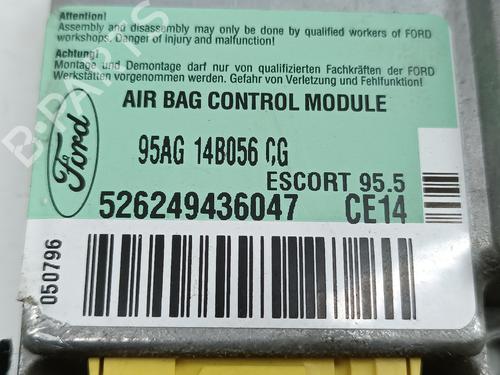 Attention!
Assembly and disassembly may only be done by qualified workers of FORD
workshops. Danger of injury and malfunction!
Achtung!
Montage und Demontage darf nur von qualifizierten Fachkräften der FORD
Werkstätten vorgenommen werden. Gefahr von Verletzung und Fehlfunktion!
AIR BAG CONTROL MODULE
Ford
95AG 14B056 CG
ESCORT 95.5
526249436047 CE14
050796
B-PARTS